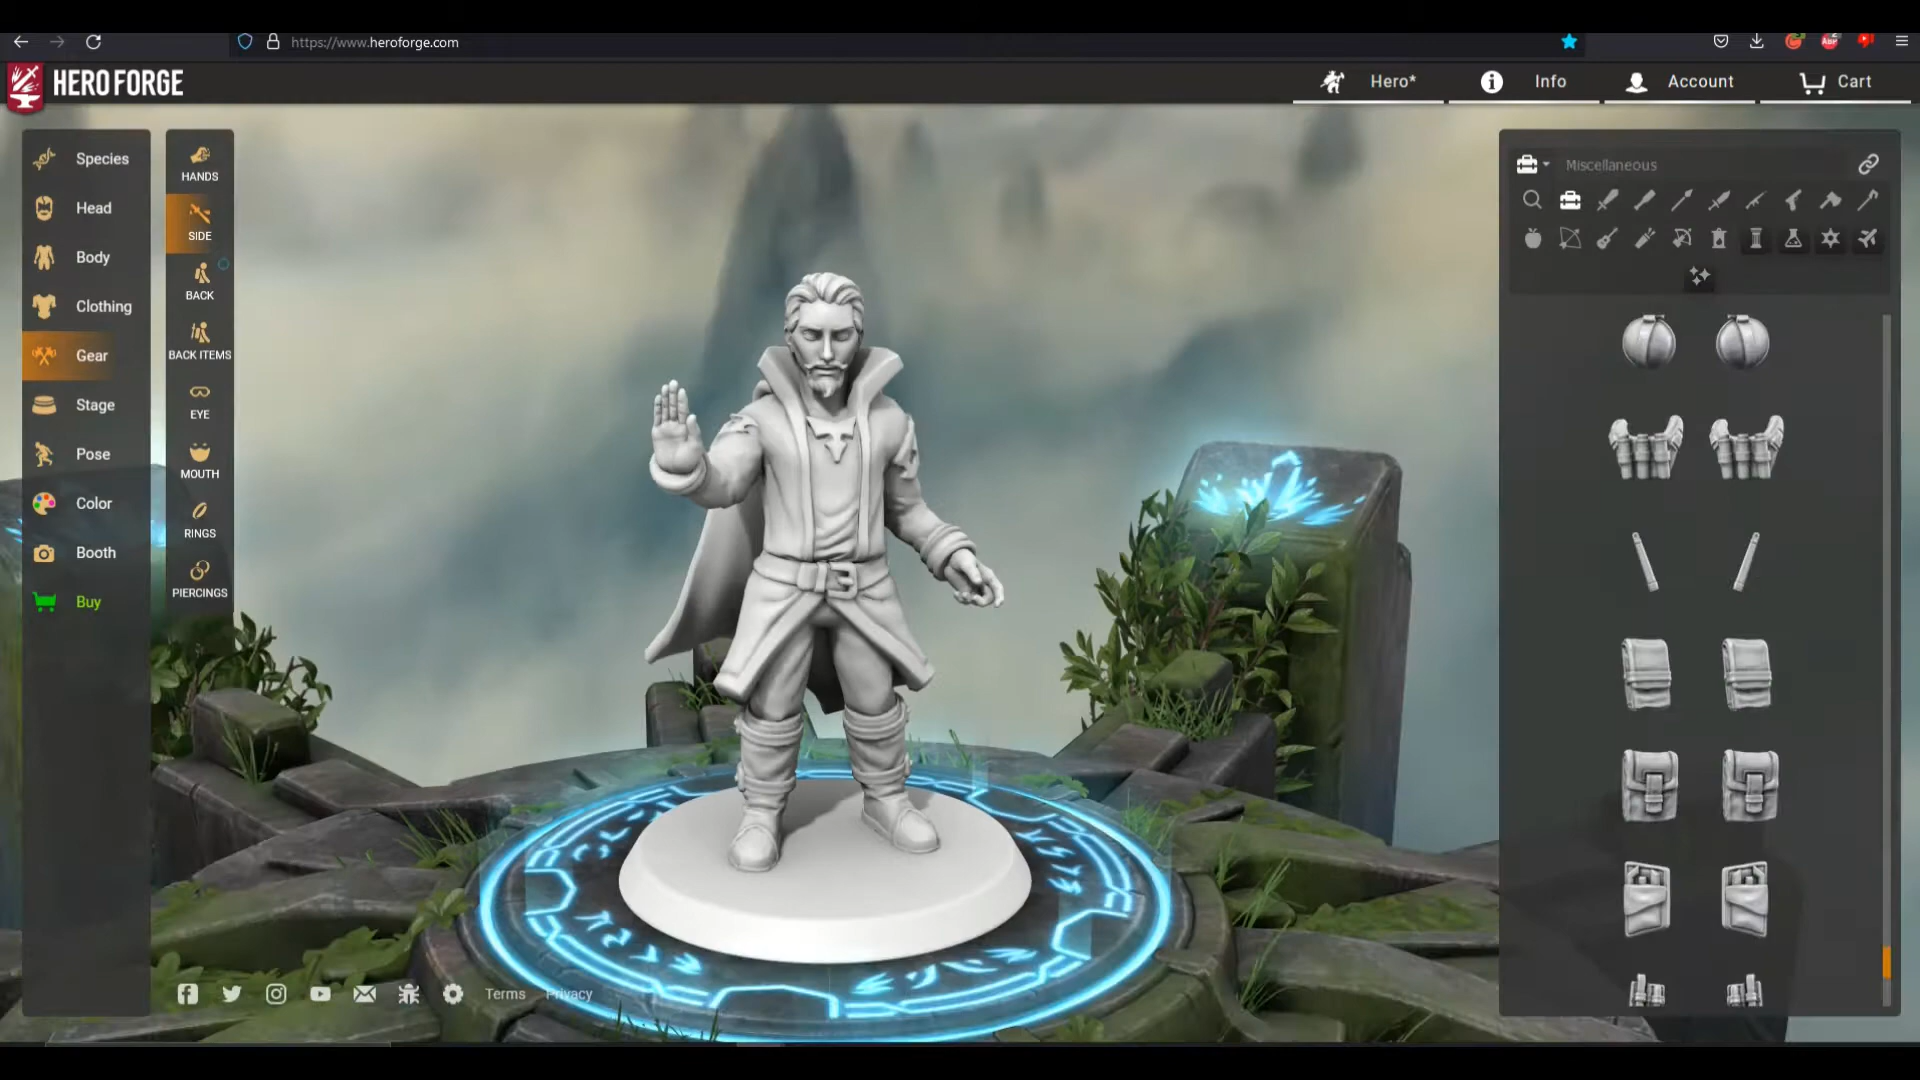 https://www.heroforge.com
HERO FORGE
Hero*
Info
Account
Cart
Species
Head
Body
Clothing
Gear
Stage
Pose
Color
Booth
Buy
HANDS
SIDE
BACK
BACK ITEMS
EYE
MOUTH
RINGS
PIERCINGS
Miscellaneous
Terms
Privacy